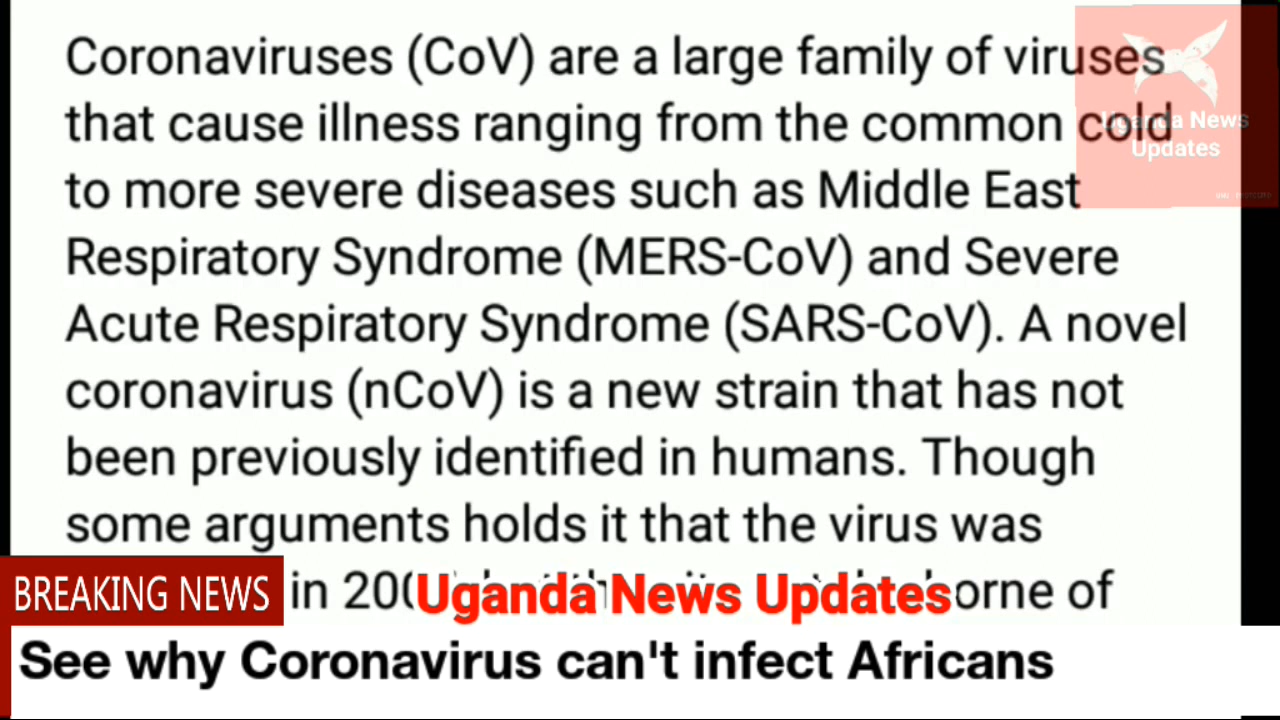 Coronaviruses (CoV) are a large family of viruses
that cause illness ranging from the common cold
to more severe diseases such as Middle East
Respiratory Syndrome (MERS-CoV) and Severe
Acute Respiratory Syndrome (SARS-CoV). A novel
coronavirus (nCoV) is a new strain that has not
been previously identified in humans. Though
some arguments holds it that the virus was
in of
Uganda News
Updates
BREAKING NEWS
Uganda News Updates
See why Coronavirus can't infect Africans